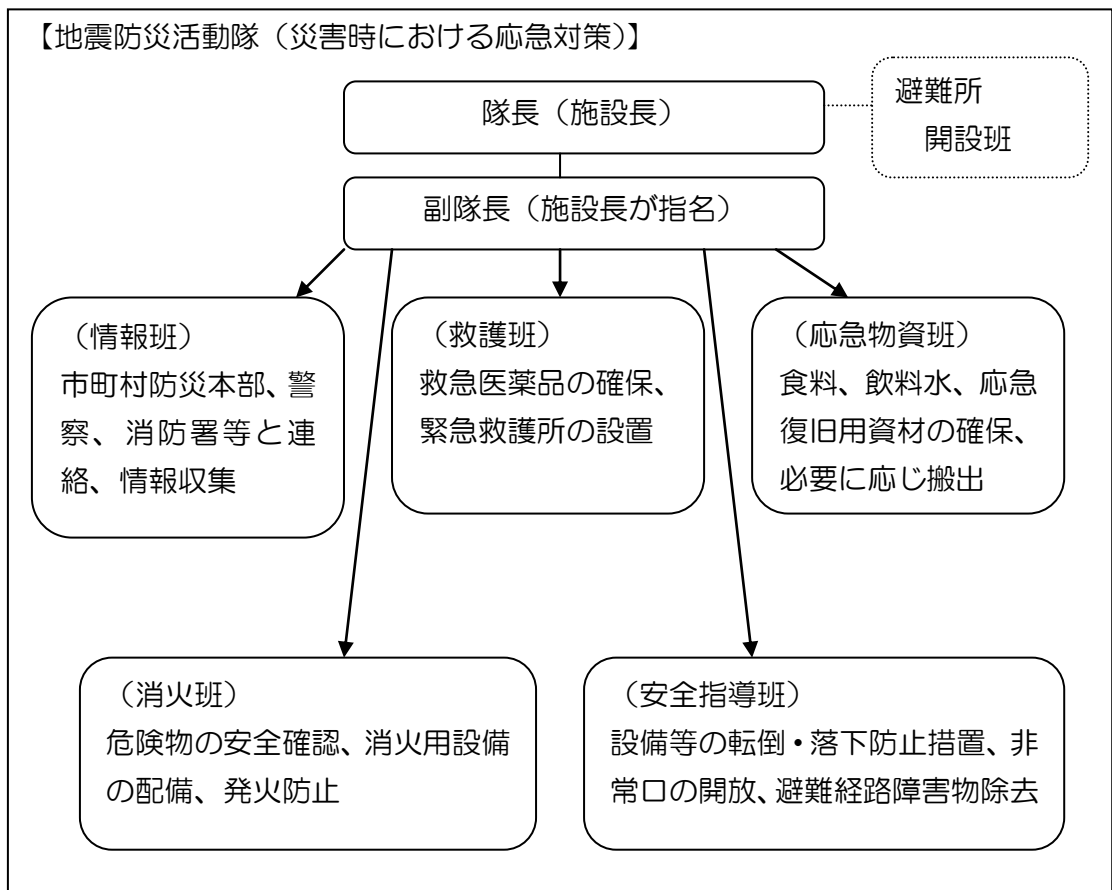 【地震防災活動隊（災害時における応急対策）】
隊長（施設長）
避難所
開設班
副隊長（施設長が指名）
（情報班）
市町村防災本部、警
察、消防署等と連
絡、情報収集
（救護班）
救急医薬品の確保、
緊急救護所の設置
（応急物資班）
食料、飲料水、応急
復旧用資材の確保、
必要に応じ搬出
（消火班）
危険物の安全確認、消火用設備
の配備、発火防止
（安全指導班）
設備等の転倒・落下防止措置、非
常口の開放、避難経路障害物除去